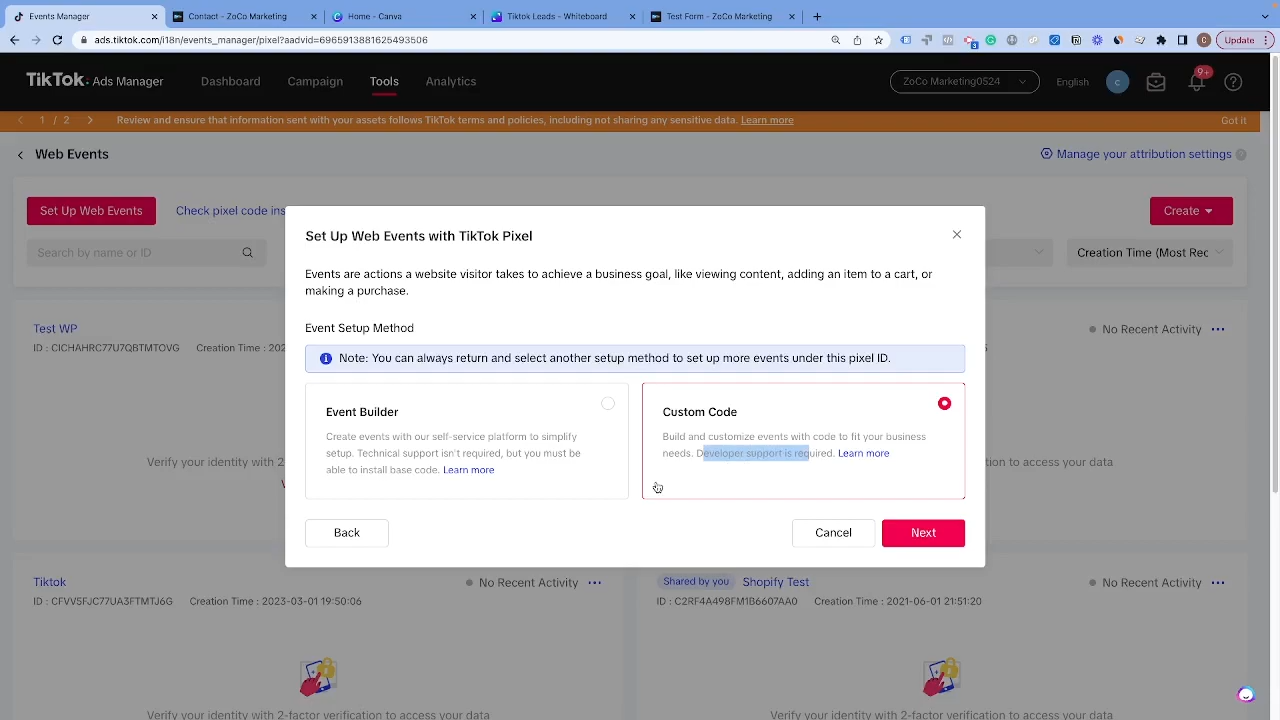 Events Manager
Contact - ZoCo Marketing
Home - Canva
Tiktok Leads - Whiteboard
Test Form - ZoCo Marketing
ads.tiktok.com/i18n/events_manager/pixel?aadvid=6965913881625493506
3
C
Update
TikTok: Ads Manager
Dashboard
Campaign
Tools
Analytics
ZoCo Marketing0524
English
C
9+
1 / 2
Review and ensure that information sent with your assets follows TikTok terms and policies, including not sharing any sensitive data. Learn more
Got it
Web Events
Manage your attribution settings
Set Up Web Events
Check pixel code ins
Create
Search by name or ID
Creation Time (Most Rec
Set Up Web Events with TikTok Pixel
Events are actions a website visitor takes to achieve a business goal, like viewing content, adding an item to a cart, or
making a purchase.
Event Setup Method
Note: You can always return and select another setup method to set up more events under this pixel ID.
Event Builder
Create events with our self-service platform to simplify
setup. Technical support isn't required, but you must be
able to install base code. Learn more
Custom Code
Build and customize events with code to fit your business
needs. Developer support is required. Learn more
Back
Cancel
Next
Test WP
No Recent Activity
Creation Time : 202
Verify your identity with 2-factor verifica
tion to access your data
Tiktok
No Recent Activity
ID : CFVV5FJC77UA3FTMTJ6G
Creation Time : 2023-03-01 19:50:06
Shared by you
Shopify Test
No Recent Activity
ID : C2RF4A498FM1B6607AA0
Creation Time : 2021-06-01 21:51:20
Verify your identity with 2-factor verification to access your data
Verify your identity with 2-factor verification to access your data